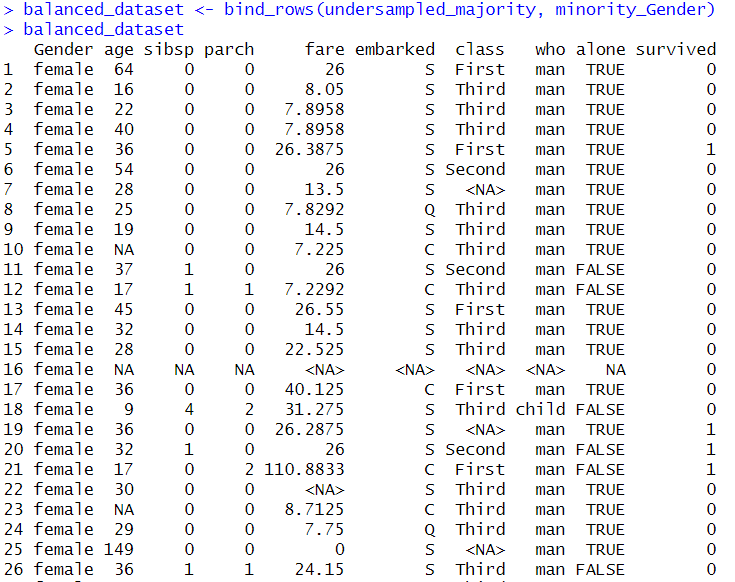 > balanced_dataset <- bind_rows(undersampled_majority, minority_Gender)
> balanced_dataset
Gender age sibsp parch fare embarked class who alone survived
1 female 64 0 0 26 S First man TRUE 0
2 female 16 0 0 8.05 S Third man TRUE 0
3 female 22 0 0 7.8958 S Third man TRUE 0
4 female 40 0 0 7.8958 S Third man TRUE 0
5 female 36 0 0 26.3875 S First man TRUE 1
6 female 54 0 0 26 S Second man TRUE 0
7 female 28 0 0 13.5 S <NA> man TRUE 0
8 female 25 0 0 7.8292 Q Third man TRUE 0
9 female 19 0 0 14.5 S Third man TRUE 0
10 female NA 0 0 7.225 C Third man TRUE 0
11 female 37 1 0 26 S Second man FALSE 0
12 female 17 1 1 7.2292 C Third man FALSE 0
13 female 45 0 0 26.55 S First man TRUE 0
14 female 32 0 0 14.5 S Third man TRUE 0
15 female 28 0 0 22.525 S Third man TRUE 0
16 female NA NA NA <NA> <NA> <NA> <NA> NA 0
17 female 36 0 0 40.125 C First man TRUE 0
18 female 9 4 2 31.275 S Third child FALSE 0
19 female 36 0 0 26.2875 S <NA> man TRUE 1
20 female 32 1 0 26 S Second man FALSE 1
21 female 17 0 2 110.8833 C First man FALSE 1
22 female 30 0 0 <NA> S Third man TRUE 0
23 female NA 0 0 8.7125 C Third man TRUE 0
24 female 29 0 0 7.75 Q Third man TRUE 0
25 female 149 0 0 0 S <NA> man TRUE 0
26 female 36 1 1 24.15 S Third man FALSE 0